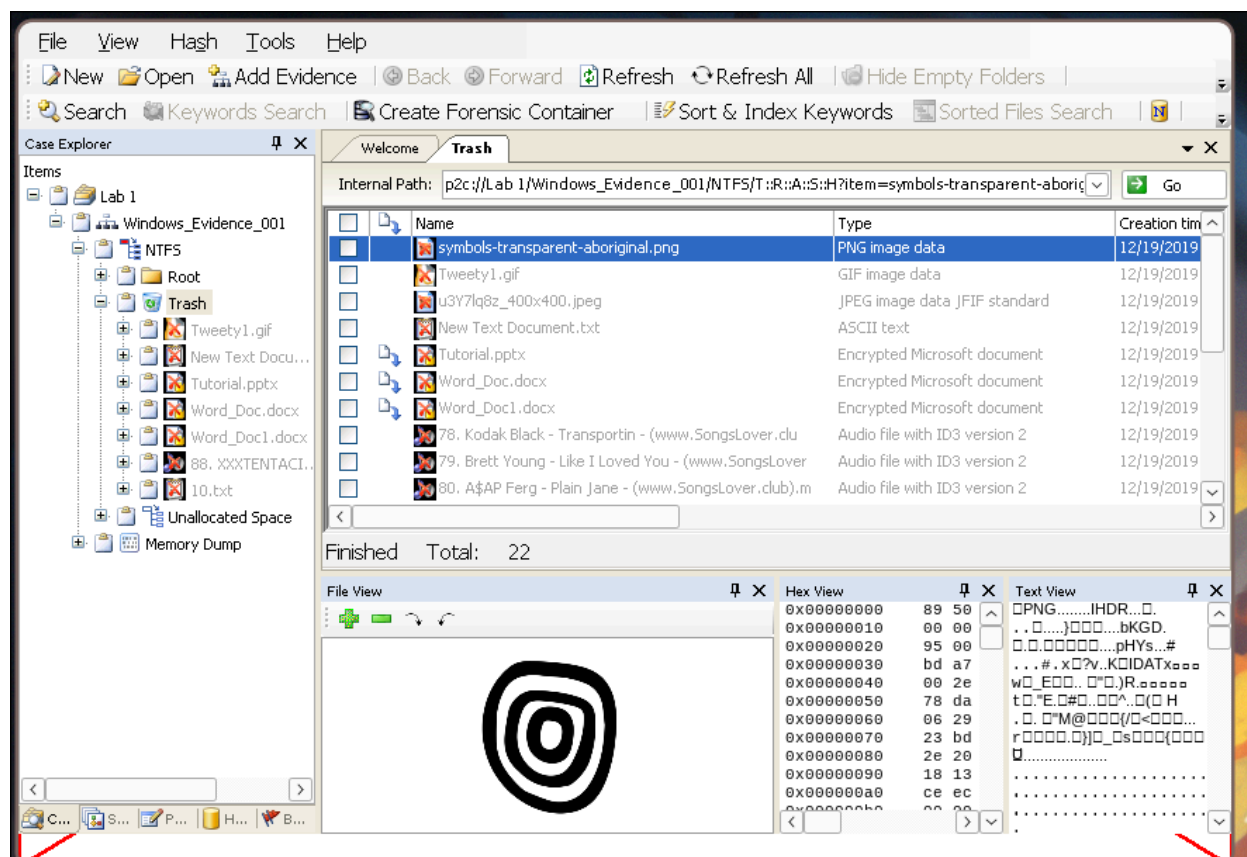 File View Hash Tools Help
New Open Add Evidence Back Forward Refresh Refresh All Hide Empty Folders
Search Keywords Search Create Forensic Container Sort & Index Keywords Sorted Files Search N
Case Explorer
Items
Lab 1
Windows_Evidence_001
NTFS
Root
Trash
Tweety1.gif
New Text Docu...
Tutorial.pptx
Word_Doc.docx
Word_Doc1.docx
88. XXXTENTACI...
10.txt
Unallocated Space
Memory Dump
C... S... P... H... B...
Welcome Trash
Internal Path: p2c://Lab 1/Windows_Evidence_001/NTFS/T::R::A::S::H?item=symbols-transparent-aborig Go
Name Type Creation tim
symbols-transparent-aboriginal.png PNG image data 12/19/2019
Tweety1.gif GIF image data 12/19/2019
u3Y7lq8z_400x400.jpeg JPEG image data JFIF standard 12/19/2019
New Text Document.txt ASCII text 12/19/2019
Tutorial.pptx Encrypted Microsoft document 12/19/2019
Word_Doc.docx Encrypted Microsoft document 12/19/2019
Word_Doc1.docx Encrypted Microsoft document 12/19/2019
78. Kodak Black - Transportin - (www.SongsLover.clu Audio file with ID3 version 2 12/19/2019
79. Brett Young - Like I Loved You - (www.SongsLover Audio file with ID3 version 2 12/19/2019
80. A$AP Ferg - Plain Jane - (www.SongsLover.club).m Audio file with ID3 version 2 12/19/2019
Finished Total: 22
File View
Hex View
0x00000000 89 50
0x00000010 00 00
0x00000020 95 00
0x00000030 bd a7
0x00000040 00 2e
0x00000050 78 da
0x00000060 06 29
0x00000070 23 bd
0x00000080 2e 20
0x00000090 18 13
0x000000a0 ce ec
Text View
□PNG........IHDR...□.
. . □.....}□□□....bKGD.
□.□.□□□□□....pHYs...#